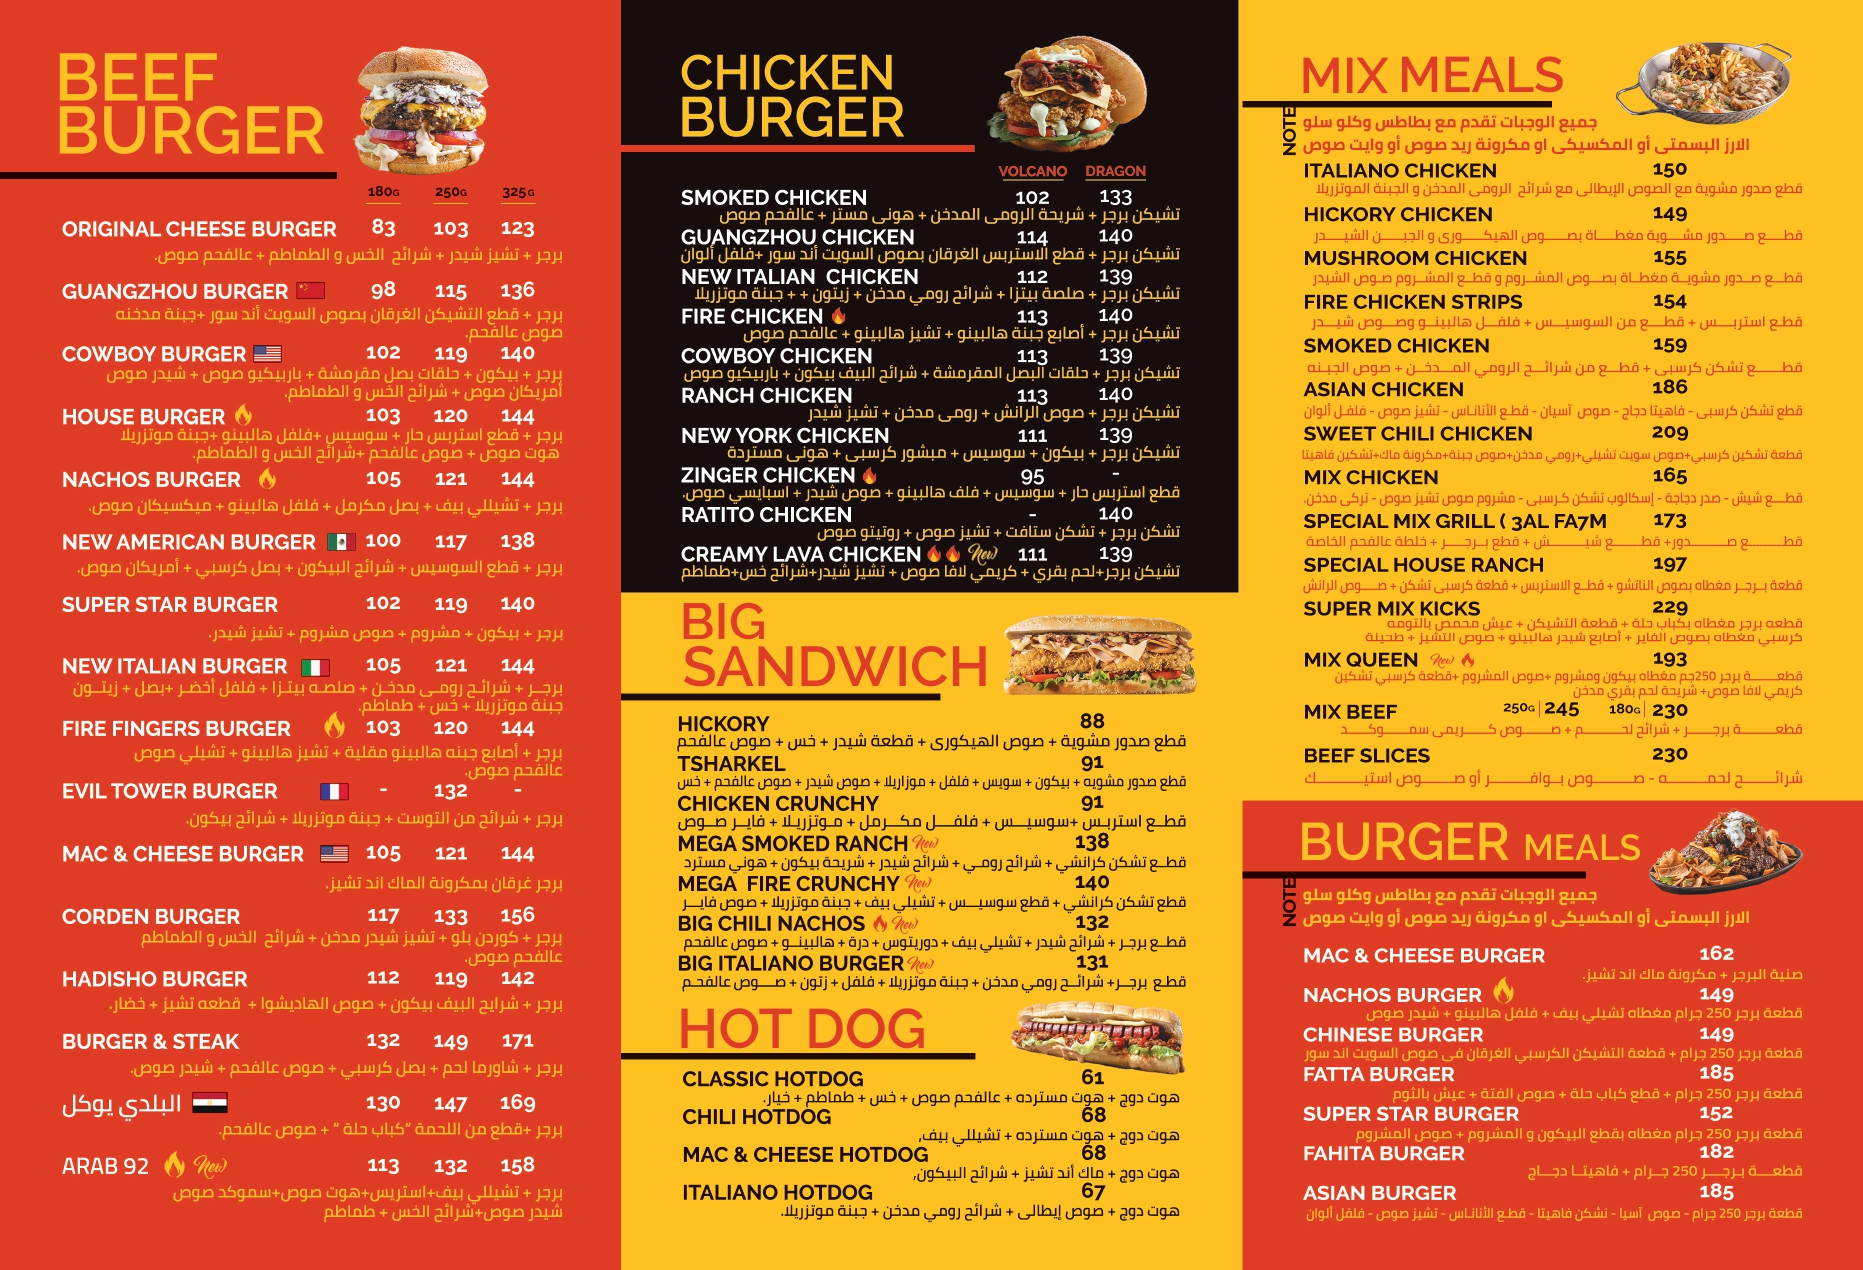 BEEF
BURGER
180G 250G 325G
ORIGINAL CHEESE BURGER 83 103 123
برجر + تشيز شيدر + شرائح الخس و الطماطم + عالفحم صوص.
GUANGZHOU BURGER 98 115 136
برجر + قطع التشيكن الغرقان بصوص السويت أند سور +جبنة مدخنه
صوص عالفحم.
COWBOY BURGER 102 119 140
برجر + بيكون + حلقات بصل مقرمشة + باربيكيو صوص + شيدر صوص
أمريكان صوص + شرائح الخس و الطماطم.
HOUSE BURGER 103 120 144
برجر + قطع استربس حار + سوسيس +فلفل هالبينو +جبنة موتزريلا
هوت صوص + صوص عالفحم +شرائح الخس و الطماطم.
NACHOS BURGER 105 121 144
برجر + تشيللي بيف + بصل مكرمل + فلفل هالبينو + ميكسيكان صوص.
NEW AMERICAN BURGER 100 117 138
برجر + قطع السوسيس + شرائح البيكون + بصل كرسبي + أمريكان صوص.
SUPER STAR BURGER 102 119 140
برجر + بيكون + مشروم + صوص مشروم + تشيز شيدر.
NEW ITALIAN BURGER 105 121 144
برجر + شرائح رومى مدخن + صلصه بيتزا + فلفل أخضر +بصل + زيتون
جبنة موتزريلا + خس + طماطم.
FIRE FINGERS BURGER 103 120 144
برجر + أصابع جبنه هالبينو مقلية + تشيز هالبينو + تشيلي صوص
عالفحم صوص.
EVIL TOWER BURGER - 132 -
برجر + شرائح من التوست + جبنة موتزريلا + شرائح بيكون.
MAC & CHEESE BURGER 105 121 144
برجر غرقان بمكرونة الماك اند تشيز.
CORDEN BURGER 117 133 156
برجر + كوردن بلو + تشيز شيدر مدخن + شرائح الخس و الطماطم
عالفحم صوص.
HADISHO BURGER 112 119 142
برجر + شرايح البيف بيكون + صوص الهاديشوا + قطعه تشيز + خضار.
BURGER & STEAK 132 149 171
برجر + شاورما لحم + بصل كرسبي + صوص عالفحم + شيدر صوص.
البلدي يوكل 130 147 169
برجر +قطع من اللحمة “كباب حلة ” + صوص عالفحم.
ARAB 92 New 113 132 158
برجر + تشيللي بيف+استربس+هوت صوص+سموكد صوص
شيدر صوص+شرائح الخس + طماطم
CHICKEN
BURGER
VOLCANO DRAGON
SMOKED CHICKEN 102 133
تشيكن برجر + شريحة الرومى المدخن + هونى مستر + عالفحم صوص
GUANGZHOU CHICKEN 114 140
تشيكن برجر + قطع الاستربس الغرقان بصوص السويت أند سور +فلفل ألوان
NEW ITALIAN CHICKEN 112 139
تشيكن برجر + صلصة بيتزا + شرائح رومي مدخن + زيتون + + جبنة موتزريلا
FIRE CHICKEN 113 140
تشيكن برجر + أصابع جبنة هالبينو + تشيز هالبينو + عالفحم صوص
COWBOY CHICKEN 113 139
تشيكن برجر + حلقات البصل المقرمشة + شرائح البيف بيكون + باربيكيو صوص
RANCH CHICKEN 113 140
تشيكن برجر + صوص الرانش + رومى مدخن + تشيز شيدر
NEW YORK CHICKEN 111 139
تشيكن برجر + بيكون + سوسيس + مبشور كرسبى + هونى مستردة
ZINGER CHICKEN 95 -
قطع استربس حار + سوسيس + فلف هالبينو + صوص شيدر + اسبايسي صوص.
RATITO CHICKEN - 140
تشكن برجر + تشكن ستافت + تشيز صوص + روتيتو صوص
CREAMY LAVA CHICKEN New 111 139
تشيكن برجر+لحم بقري + كريمي لافا صوص + تشيز شيدر+شرائح خس+طماطم
BIG
SANDWICH
HICKORY 88
قطع صدور مشوية + صوص الهيكورى + قطعة شيدر + خس + صوص عالفحم
TSHARKEL 91
قطع صدور مشويه + بيكون + سويس + فلفل + موزاريلا + صوص شيدر + صوص عالفحم + خس
CHICKEN CRUNCHY 91
قطع استربس +سوسيس + فلفل مكرمل + موتزريلا + فاير صوص
MEGA SMOKED RANCH New 138
قطع تشكن كرانشي + شرائح رومي + شرائح شيدر + شريحة بيكون + هوني مسترد
MEGA FIRE CRUNCHY New 140
قطع تشكن كرانشي + قطع سوسيس + تشيلي بيف + جبنة موتزريلا + صوص فاير
BIG CHILI NACHOS New 132
قطع برجر + شرائح شيدر + تشيلي بيف + دوريتوس + درة + هالبينو + صوص عالفحم
BIG ITALIANO BURGER New 131
قطع برجر+ شرائح رومي مدخن + جبنة موتزريلا + فلفل + زتون + صوص عالفحم
HOT DOG
CLASSIC HOTDOG 61
هوت دوج + هوت مسترده + عالفحم صوص + خس + طماطم + خيار.
CHILI HOTDOG 68
هوت دوج + هوت مسترده + تشيللي بيف,
MAC & CHEESE HOTDOG 68
هوت دوج + ماك أند تشيز + شرائح البيكون,
ITALIANO HOTDOG 67
هوت دوج + صوص إيطالى + شرائح رومي مدخن + جبنة موتزريلا.
MIX MEALS
NOTE
جميع الوجبات تقدم مع بطاطس وكلو سلو
الارز البسمتى أو المكسيكى او مكرونة ريد صوص أو وايت صوص
ITALIANO CHICKEN 150
قطع صدور مشوية مع الصوص الإيطالى مع شرائح الرومى المدخن و الجبنة الموتزريلا
HICKORY CHICKEN 149
قطع صدور مشوية مغطاة بصوص الهيكورى و الجبن الشيدر
MUSHROOM CHICKEN 155
قطع صدور مشوية مغطاة بصوص المشروم و قطع المشروم صوص الشيدر
FIRE CHICKEN STRIPS 154
قطع استربس + قطع من السوسيس + فلفل هالبينو وصوص شيدر
SMOKED CHICKEN 159
قطع تشكن كرسبى + قطع من شرائح الرومي المدخن + صوص الجبنه
ASIAN CHICKEN 186
قطع تشكن كرسبى - فاهيتا دجاج - صوص آسيان - قطع الأناناس - تشيز صوص - فلفل ألوان
SWEET CHILI CHICKEN 209
قطعة تشكين كرسبي+صوص سويت تشيلي+رومي مدخن+صوص جبنة+مكرونة ماك+تشكين فاهيتا
MIX CHICKEN 165
قطع شيش - صدر دجاجة - إسكالوب تشكن كرسبى - مشروم صوص تشيز صوص - تركى مدخن.
SPECIAL MIX GRILL ( 3AL FA7M 173
قطع صدور+ قطع شيش + قطع برجر + خلطة عالفحم الخاصة
SPECIAL HOUSE RANCH 197
قطعة برجر مغطاه بصوص الناتشو + قطع الاستربس + قطعة كرسبى تشكن + صوص الرانش
SUPER MIX KICKS 229
قطعه برجر مغطاه بكباب حلة + قطعة التشيكن + عيش محمص بالتومه
كرسبي مغطاه بصوص الفاير + أصابع شيدر هالبينو + صوص التشيز + طحينة
MIX QUEEN New 193
قطعة برجر 250جم مغطاه بيكون ومشروم +صوص المشروم +قطعة كرسبي تشكين
كريمي لافا صوص+ شريحة لحم بقري مدخن
MIX BEEF 250G 245 180G 230
قطعة برجر + شرائح لحم + صوص كريمى سموكد
BEEF SLICES 230
شرائح لحمه - صوص بوافر أو صوص استيك
BURGER MEALS
NOTE
جميع الوجبات تقدم مع بطاطس وكلو سلو
الارز البسمتى أو المكسيكى او مكرونة ريد صوص أو وايت صوص
MAC & CHEESE BURGER 162
صنية البرجر + مكرونة ماك اند تشيز.
NACHOS BURGER 149
قطعة برجر 250 جرام مغطاه تشيلي بيف + فلفل هالبينو + شيدر صوص
CHINESE BURGER 149
قطعة برجر 250 جرام + قطعة التشيكن الكرسبي الغرقان فى صوص السويت اند سور
FATTA BURGER 185
قطعة برجر 250 جرام + قطع كباب حلة + صوص الفتة + عيش بالثوم
SUPER STAR BURGER 152
قطعة برجر 250 جرام مغطاه بقطع البيكون و المشروم + صوص المشروم
FAHITA BURGER 182
قطعة برجر 250 جرام + فاهيتا دجاج
ASIAN BURGER 185
قطعة برجر 250 جرام - صوص آسيا - نشكن فاهيتا - قطع الأناناس - تشيز صوص - فلفل ألوان